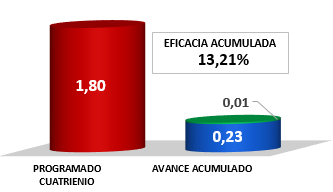 EFICACIA ACUMULADA
13,21%
1,80
0,01
0,23
PROGRAMADO AVANCE ACUMULADO
CUATRIENIO